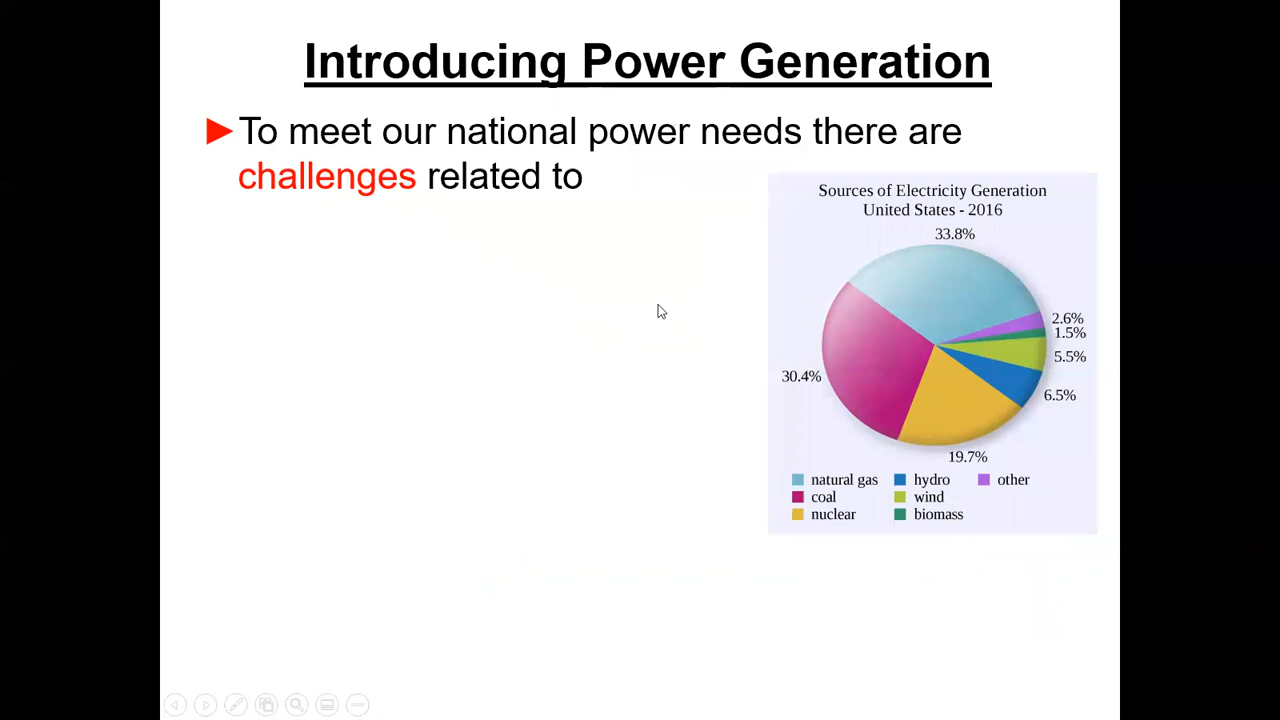 Introducing Power Generation
►To meet our national power needs there are
challenges related to
Sources of Electricity Generation
United States - 2016
33.8%
2.6%
1.5%
5.5%
30.4%
6.5%
19.7%
natural gas hydro other
coal wind
nuclear biomass